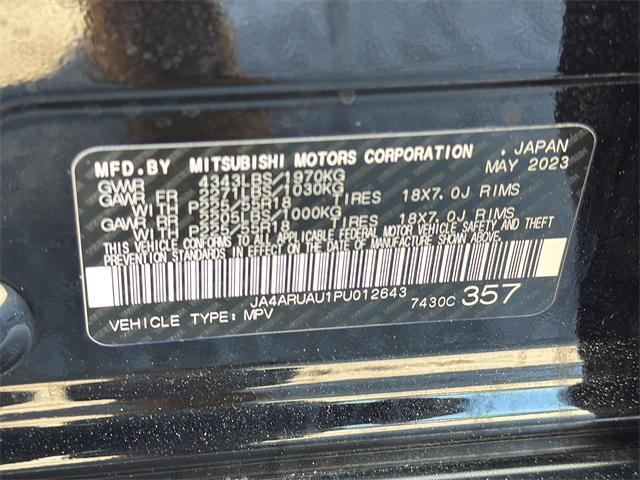 MFD.BY MITSUBISHI MOTORS CORPORATION . JAPAN
GVWR 4343LBS/1970KG MAY 2023
GAWR FR 2271LBS/1030KG
WITH P225/55R18 TIRES 18X7.0J RIMS
GAWR RR 2205LBS/1000KG
WITH P225/55R18 TIRES 18X7.0J RIMS
THIS VEHICLE CONFORMS TO ALL APPLICABLE FEDERAL MOTOR VEHICLE SAFETY AND THEFT
PREVENTION STANDARDS IN EFFECT ON THE DATE OF MANUFACTURE SHOWN ABOVE.
JA4ARUAU1PU012643 7430C 357
VEHICLE TYPE: MPV